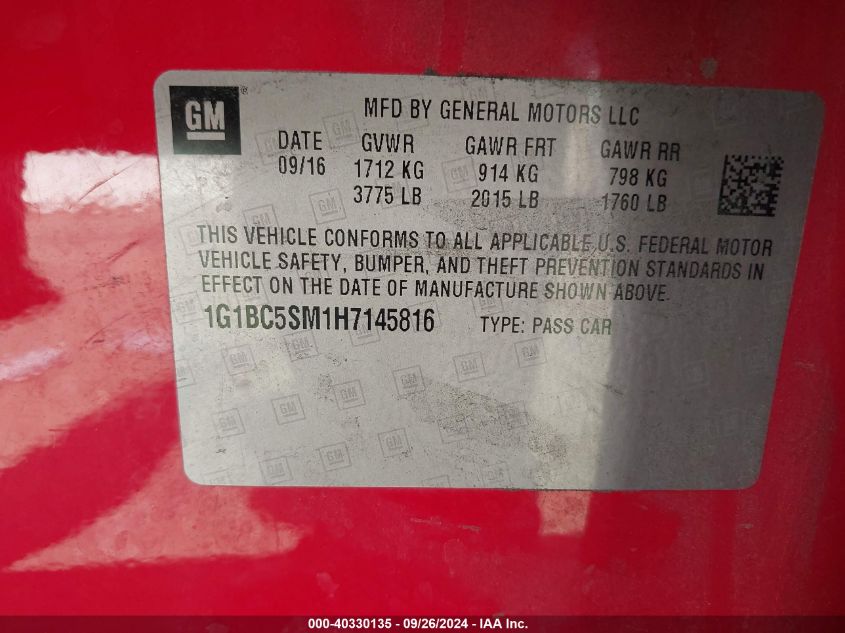 GM ®
MFD BY GENERAL MOTORS LLC
DATE GVWR GAWR FRT GAWR RR
09/16 1712 KG 914 KG 798 KG
3775 LB 2015 LB 1760 LB
THIS VEHICLE CONFORMS TO ALL APPLICABLE U.S. FEDERAL MOTOR
VEHICLE SAFETY, BUMPER, AND THEFT PREVENTION STANDARDS IN
EFFECT ON THE DATE OF MANUFACTURE SHOWN ABOVE.
1G1BC5SM1H7145816 TYPE: PASS CAR
000-40330135 - 09/26/2024 - IAA Inc.